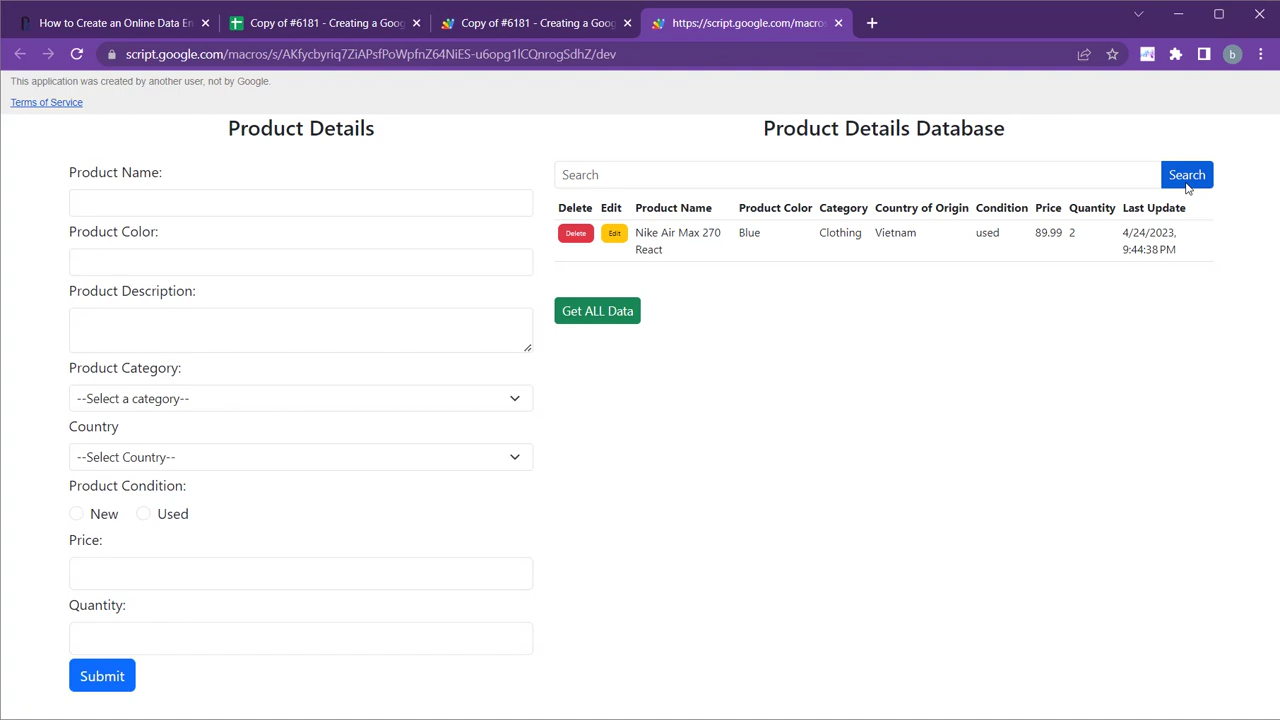 How to Create an Online Data En
Copy of #6181 - Creating a Goog
Copy of #6181 - Creating a Goog
https://script.google.com/macros
script.google.com/macros/s/AKfycbyriq7ZiAPsfPoWpfnZ64NiES-u6opg1lCQnrogSdhZ/dev
b
This application was created by another user, not by Google.
Terms of Service
Product Details
Product Name:
Product Color:
Product Description:
Product Category:
--Select a category--
Country
--Select Country--
Product Condition:
New Used
Price:
Quantity:
Submit
Product Details Database
Search Search
Delete Edit Product Name Product Color Category Country of Origin Condition Price Quantity Last Update
Delete Edit Nike Air Max 270 Blue Clothing Vietnam used 89.99 2 4/24/2023,
React 9:44:38 PM
Get ALL Data